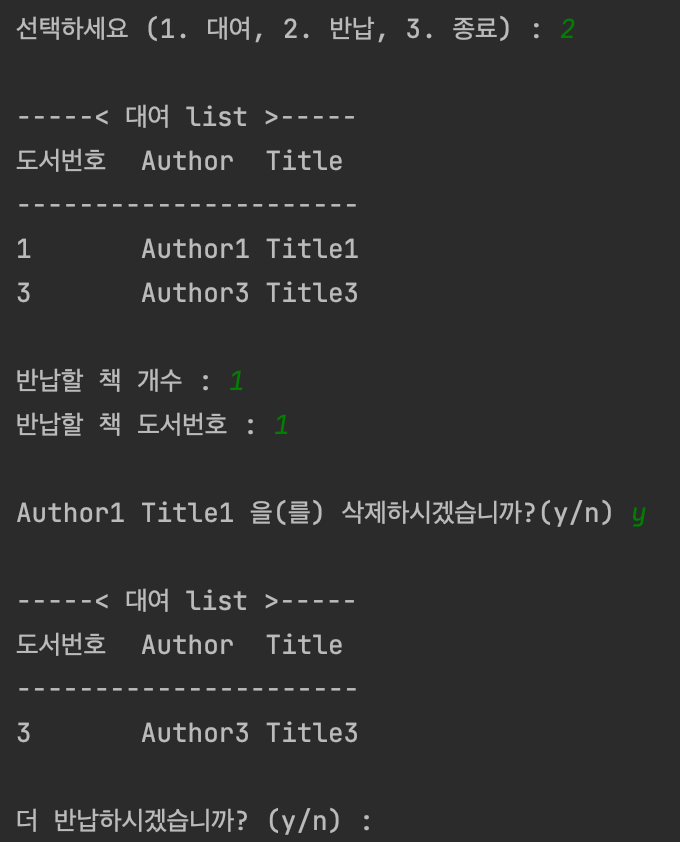 선택하세요 (1. 대여, 2. 반납, 3. 종료) : 2
-----< 대여 list >-----
도서번호  Author  Title
----------------------
1       Author1 Title1
3       Author3 Title3
반납할 책 개수 : 1
반납할 책 도서번호 : 1
Author1 Title1 을(를) 삭제하시겠습니까?(y/n) y
-----< 대여 list >-----
도서번호  Author  Title
----------------------
3       Author3 Title3
더 반납하시겠습니까? (y/n) :